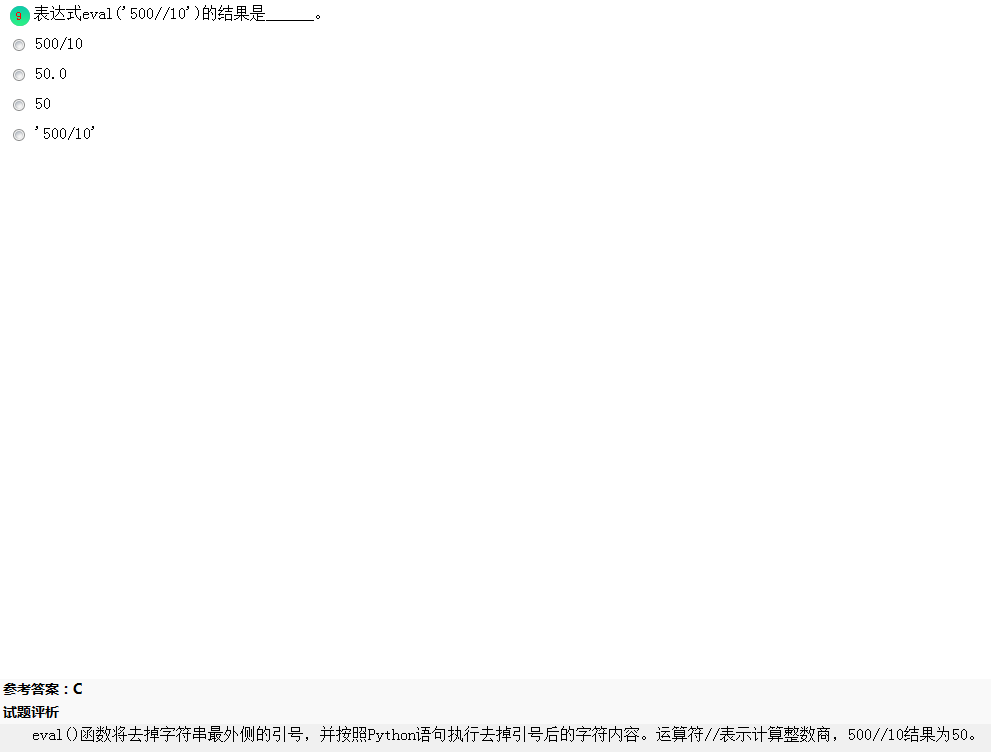 9 表达式eval('500//10')的结果是______。
500/10
50.0
50
'500/10'
参考答案：C
试题评析
eval()函数将去掉字符串最外侧的引号，并按照Python语句执行去掉引号后的字符内容。运算符//表示计算整数商，500//10结果为50。